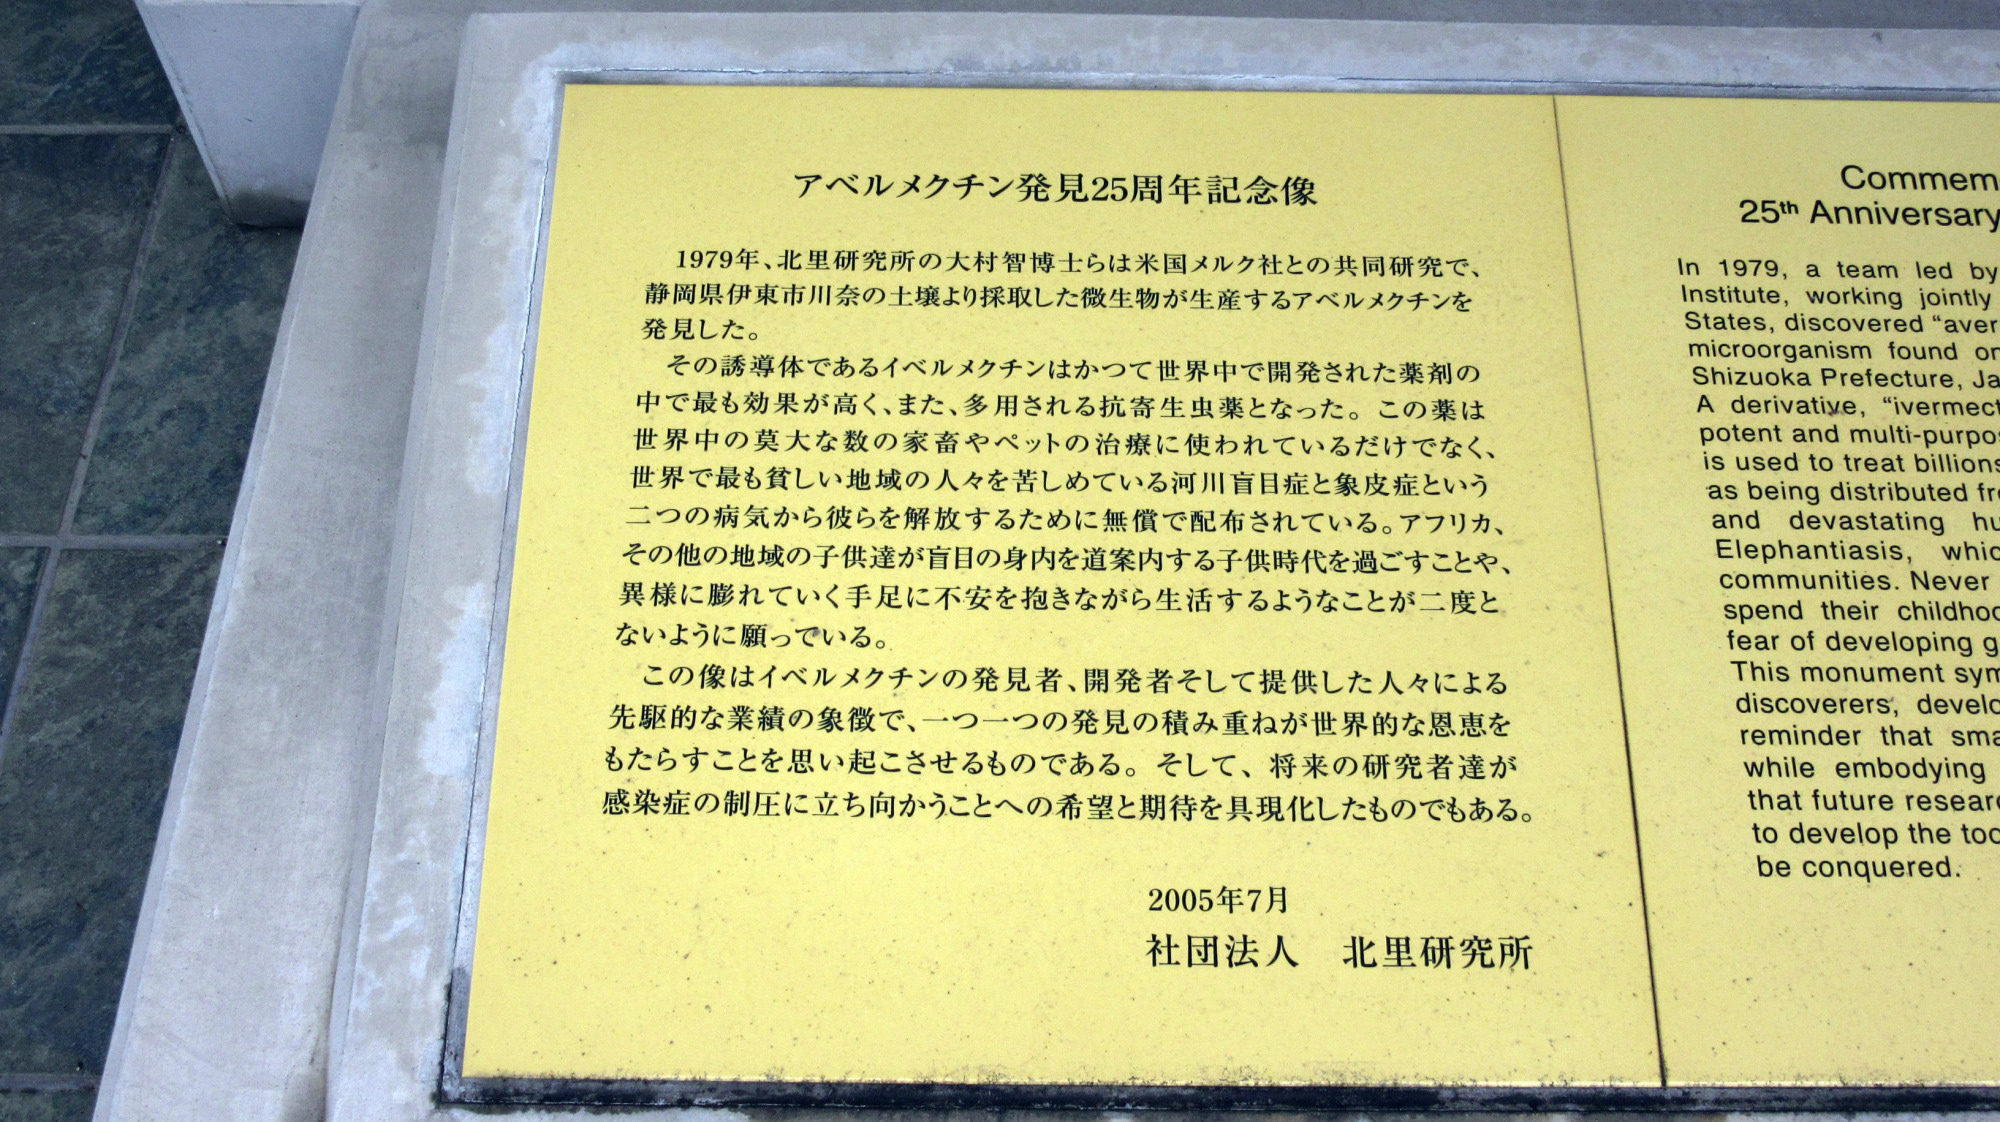 アベルメクチン発見25周年記念像
1979年、北里研究所の大村智博士らは米国メルク社との共同研究で、
静岡県伊東市川奈の土壌より採取した微生物が生産するアベルメクチンを
発見した。
その誘導体であるイベルメクチンはかつて世界中で開発された薬剤の
中で最も効果が高く、また、多用される抗寄生虫薬となった。この薬は
世界中の莫大な数の家畜やペットの治療に使われているだけでなく、
世界で最も貧しい地域の人々を苦しめている河川盲目症と象皮症という
二つの病気から彼らを解放するために無償で配布されている。アフリカ、
その他の地域の子供達が盲目の身内を道案内する子供時代を過ごすことや、
異様に膨れていく手足に不安を抱きながら生活するようなことが二度と
ないように願っている。
この像はイベルメクチンの発見者、開発者そして提供した人々による
先駆的な業績の象徴で、一つ一つの発見の積み重ねが世界的な恩恵を
もたらすことを思い起こさせるものである。そして、将来の研究者達が
感染症の制圧に立ち向かうことへの希望と期待を具現化したものでもある。
2005年7月
社団法人 北里研究所
Commem
25th Anniversary
In 1979, a team led by
Institute, working jointly
States, discovered “aver
microorganism found on
Shizuoka Prefecture, Ja
A derivative, “ivermect
potent and multi-purpos
is used to treat billions
as being distributed fr
and devastating hu
Elephantiasis, whic
communities. Never
spend their childhoo
fear of developing g
This monument sym
discoverers, develo
reminder that sma
while embodying
that future researc
to develop the too
be conquered.